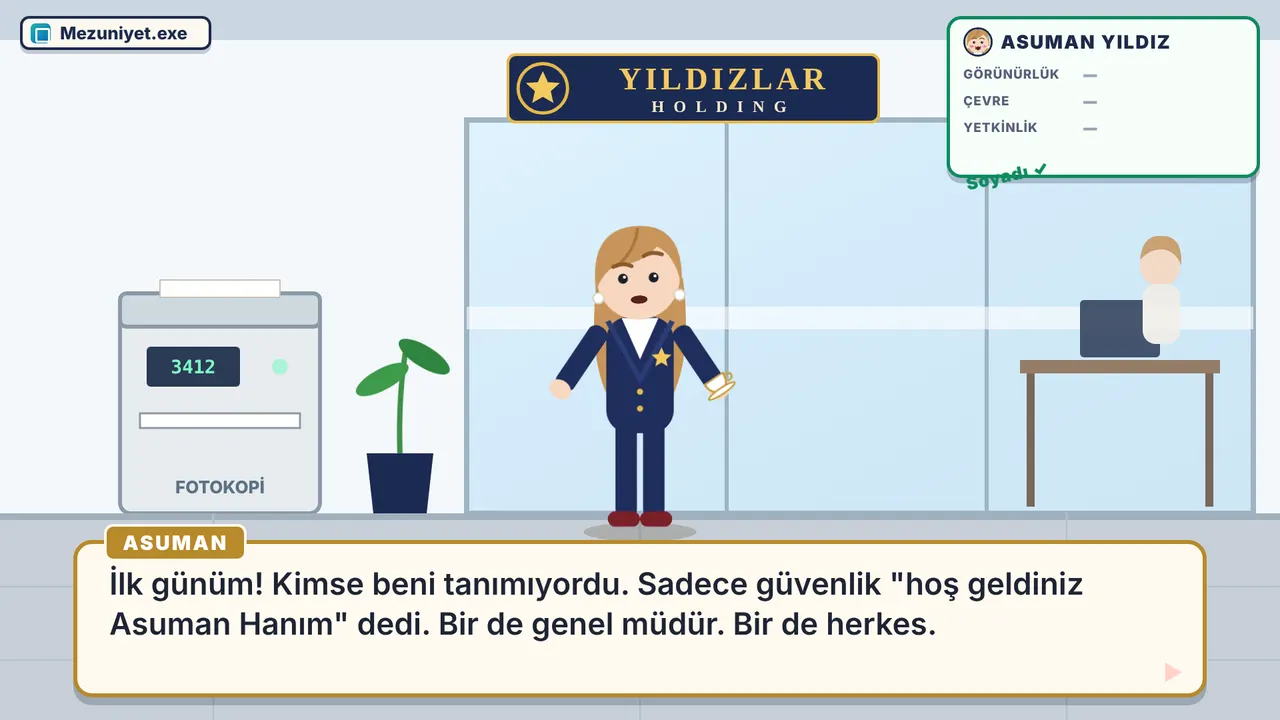 Mezuniyet.exe
YILDIZLAR
HOLDING
ASUMAN YILDIZ
GÖRÜNÜRLÜK —
ÇEVRE —
YETKİNLİK —
Soyadı ✓
3412
FOTOKOPİ
ASUMAN
İlk günüm! Kimse beni tanımıyordu. Sadece güvenlik "hoş geldiniz
Asuman Hanım" dedi. Bir de genel müdür. Bir de herkes.